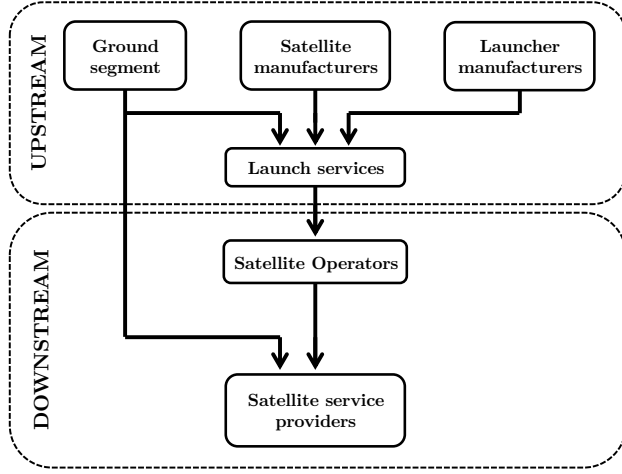 UPSTREAM
Ground
segment
Satellite
manufacturers
Launcher
manufacturers
Launch services
DOWNSTREAM
Satellite Operators
Satellite service
providers